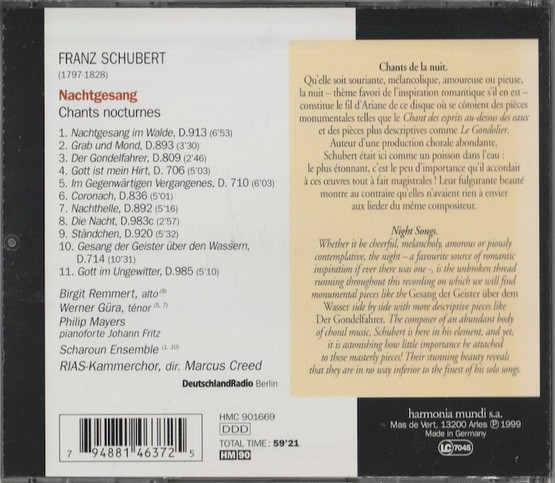 FRANZ SCHUBERT
(1797-1828)
Nachtgesang
Chants nocturnes
1. Nachtgesang im Walde, D.913 (6'53)
2. Grab und Mond, D.893 (3'30)
3. Der Gondelfahrer, D.809 (2'46)
4. Gott ist mein Hirt, D. 706 (5'03)
5. Im Gegenwärtigen Vergangenes, D. 710 (6'03)
6. Coronach, D.836 (5'01)
7. Nachthelle, D.892 (5'16)
8. Die Nacht, D.983c (2'57)
9. Ständchen, D.920 (5'32)
10. Gesang der Geister über den Wassern,
D.714 (10'31)
11. Gott im Ungewitter, D.985 (5'10)
Birgit Remmert, alto (9)
Werner Güra, ténor (5, 7)
Philip Mayers
pianoforte Johann Fritz
Scharoun Ensemble (1, 10)
RIAS-Kammerchor, dir. Marcus Creed
DeutschlandRadio Berlin
7 94881 46372 5
HMC 901669
DDD
TOTAL TIME : 59'21
HM 90
Chants de la nuit.
Qu'elle soit souriante, mélancolique, amoureuse ou pieuse,
la nuit – thème favori de l'inspiration romantique s'il en est –
constitue le fil d'Ariane de ce disque où se côtoient des pièces
monumentales telles que le Chant des esprits au-dessus des eaux
et des pièces plus descriptives comme Le Gondolier.
Auteur d'une production chorale abondante,
Schubert était ici comme un poisson dans l'eau :
le plus étonnant, c'est le peu d'importance qu'il accordait
à ces œuvres tout à fait magistrales ! Leur fulgurante beauté
montre au contraire qu'elles n'avaient rien à envier
aux lieder du même compositeur.
Night Songs.
Whether it be cheerful, melancholy, amorous or piously
contemplative, the night – a favourite source of romantic
inspiration if ever there was one -, is the unbroken thread
running throughout this recording on which we will find
monumental pieces like the Gesang der Geister über dem
Wasser side by side with more descriptive pieces like
Der Gondelfahrer. The composer of an abundant body
of choral music, Schubert is here in his element, and yet,
it is astonishing how little importance he attached
to these masterly pieces! Their stunning beauty reveals
that they are in no way inferior to the finest of his solo songs.
harmonia mundi s.a.
Mas de Vert, 13200 Arles Ⓟ 1999
Made in Germany
LC 7045